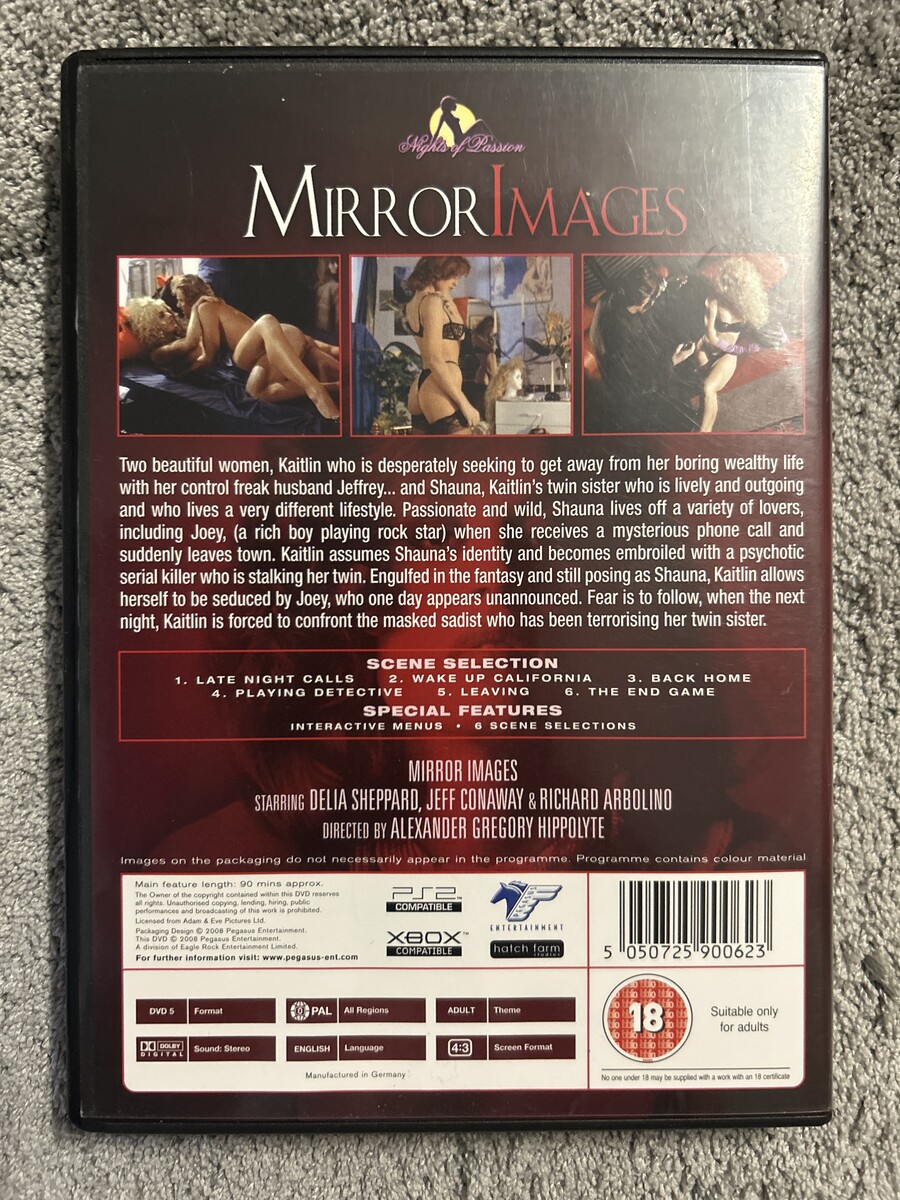 Nights of Passion
MIRRORIMAGES
Two beautiful women, Kaitlin who is desperately seeking to get away from her boring wealthy life
with her control freak husband Jeffrey... and Shauna, Kaitlin's twin sister who is lively and outgoing
and who lives a very different lifestyle. Passionate and wild, Shauna lives off a variety of lovers,
including Joey, (a rich boy playing rock star) when she receives a mysterious phone call and
suddenly leaves town. Kaitlin assumes Shauna's identity and becomes embroiled with a psychotic
serial killer who is stalking her twin. Engulfed in the fantasy and still posing as Shauna, Kaitlin allows
herself to be seduced by Joey, who one day appears unannounced. Fear is to follow, when the next
night, Kaitlin is forced to confront the masked sadist who has been terrorising her twin sister.
SCENE SELECTION
1. LATE NIGHT CALLS 2. WAKE UP CALIFORNIA 3. BACK HOME
4. PLAYING DETECTIVE 5. LEAVING 6. THE END GAME
SPECIAL FEATURES
INTERACTIVE MENUS • 6 SCENE SELECTIONS
MIRROR IMAGES
STARRING DELIA SHEPPARD, JEFF CONAWAY & RICHARD ARBOLINO
DIRECTED BY ALEXANDER GREGORY HIPPOLYTE
Images on the packaging do not necessarily appear in the programme. Programme contains colour material
Main feature length: 90 mins approx.
The Owner of the copyright contained within this DVD reserves
all rights. Unauthorised copying, lending, hiring, public
performances and broadcasting of this work is prohibited.
Licensed from Adam & Eve Pictures Ltd.
Packaging Design © 2008 Pegasus Entertainment.
This DVD © 2008 Pegasus Entertainment.
A division of Eagle Rock Entertainment Limited.
For further information visit: www.pegasus-ent.com
PS2
COMPATIBLE
XBOX™
COMPATIBLE
ENTERTAINMENT
hatch farm
studios
5 050725 900623
DVD 5 Format
PAL All Regions
ADULT Theme
DOLBY DIGITAL Sound: Stereo
ENGLISH Language
4:3 Screen Format
Manufactured in Germany
18
Suitable only
for adults
No one under 18 may be supplied with a work with an 18 certificate